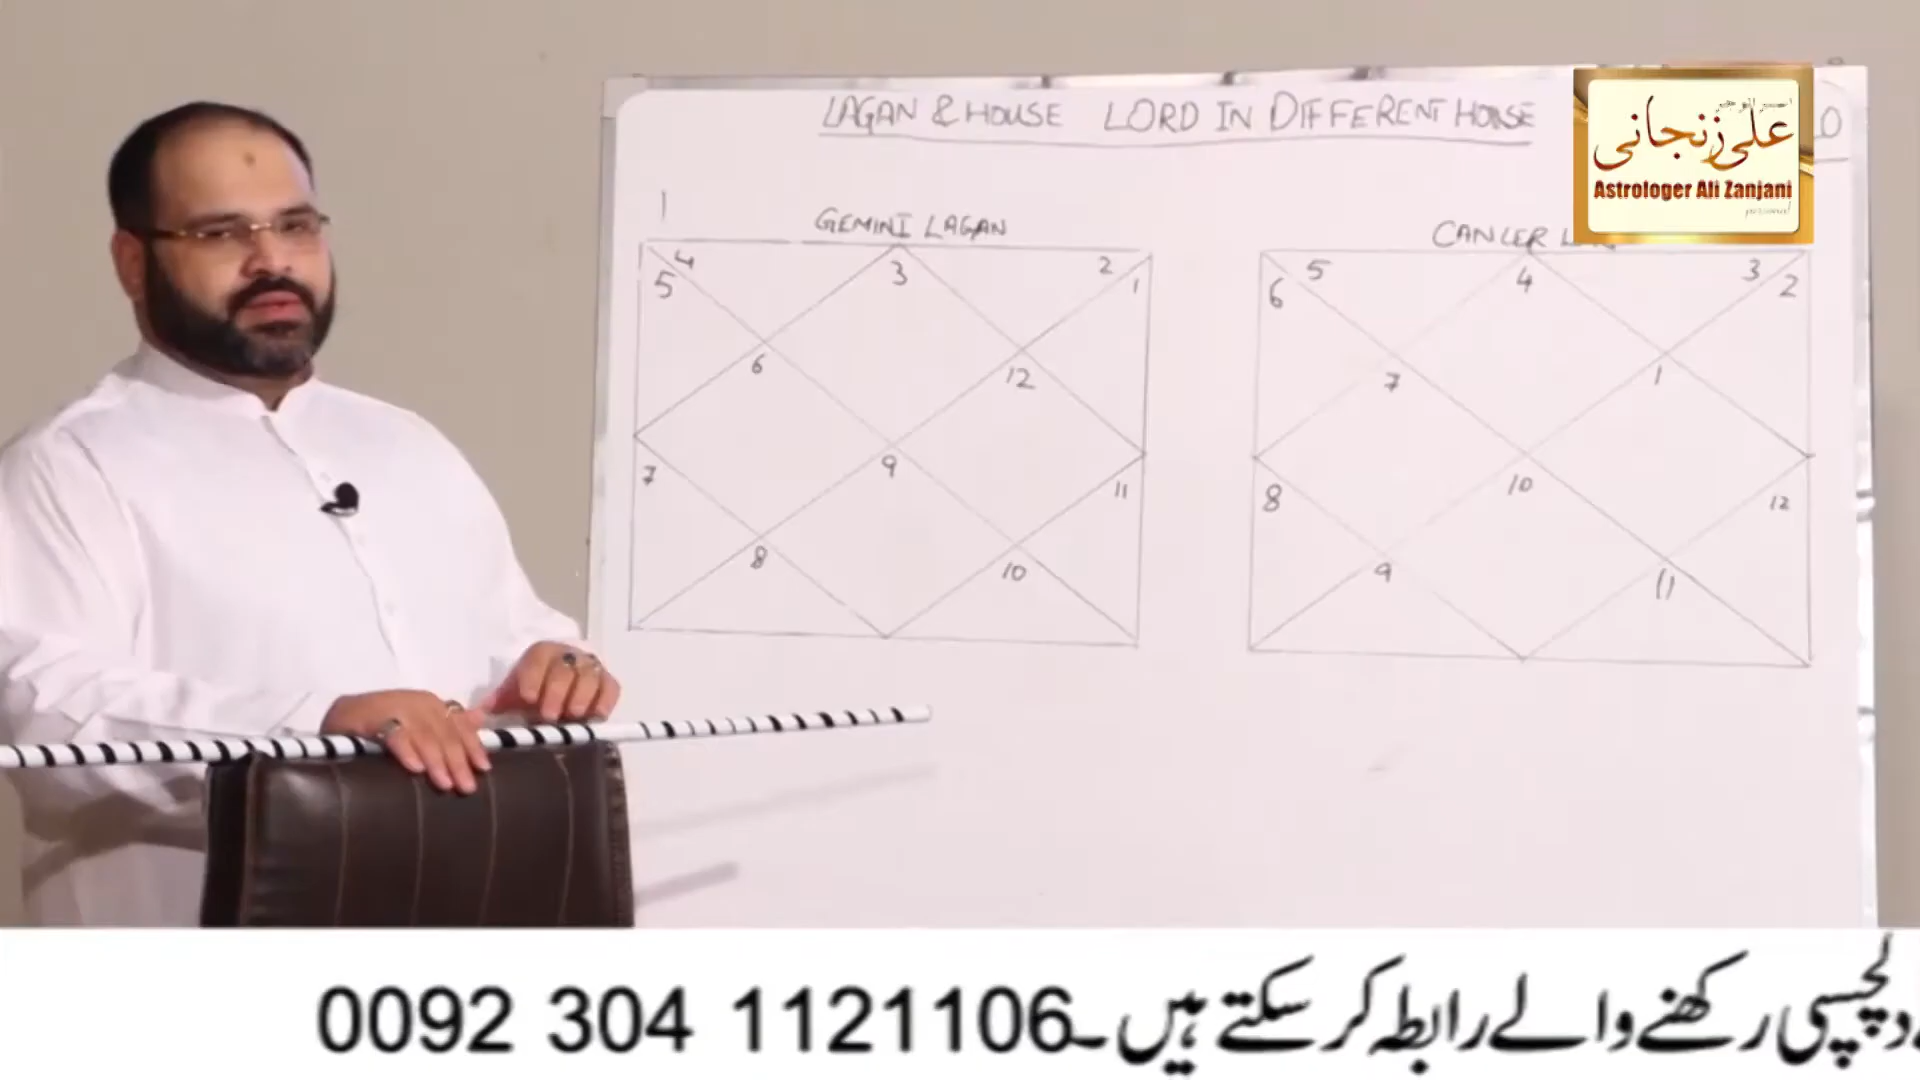 LAGAN & HOUSE LORD IN DIFFERENT HOUSE
علی زنجانی
Astrologer Ali Zanjani
personal
1
GEMINI LAGAN
4 3 2
5 1
6 12
9
7 11
8 10
CANCER
5 4 3
6 2
7 1
10
8 12
9 11
دلچسپی رکھنے والے رابطہ کر سکتے ہیں۔ 0092 304 1121106